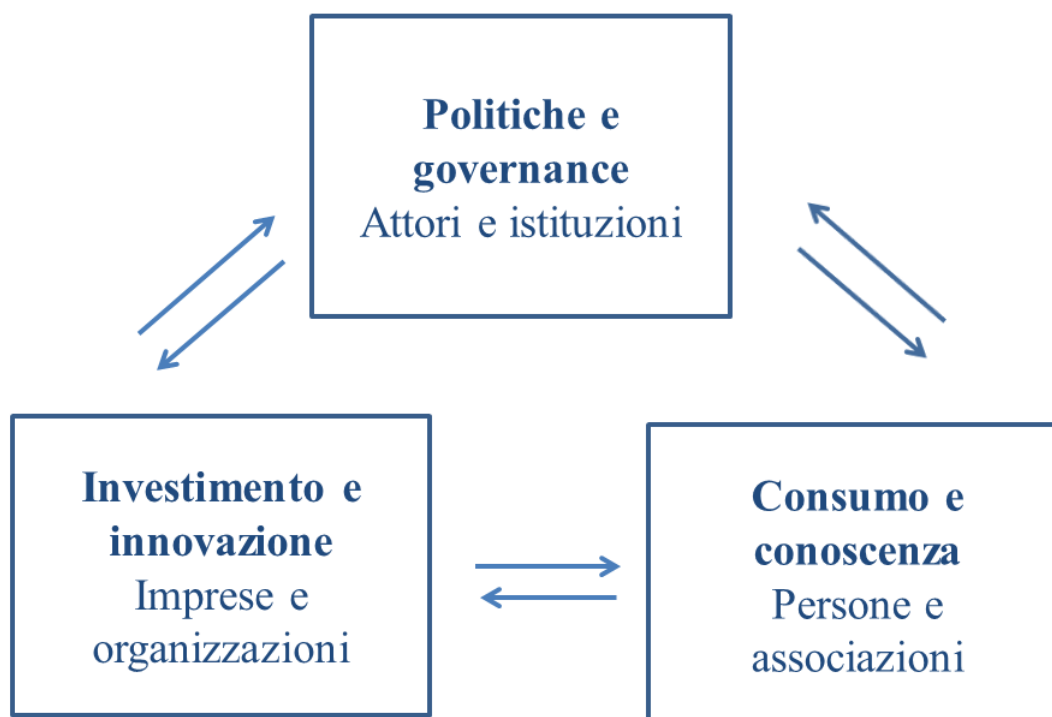 Politiche e
governance
Attori e istituzioni
Investimento e
innovazione
Imprese e
organizzazioni
Consumo e
conoscenza
Persone e
associazioni